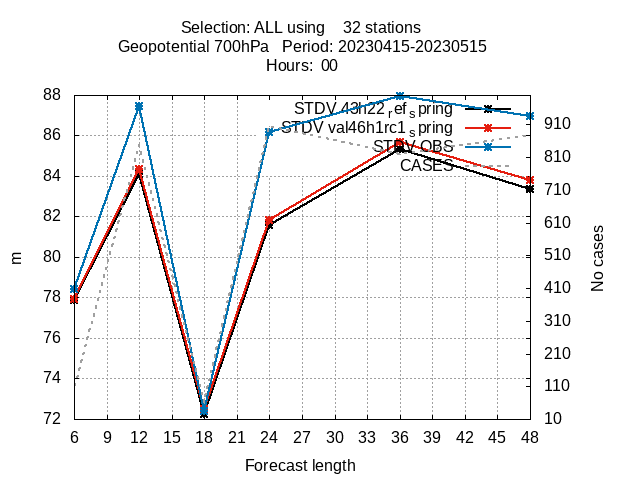 Selection: ALL using 32 stations
Geopotential 700hPa Period: 20230415-20230515
Hours: 00
STDV 43h22_ref_spring
STDV val46h1rc1_spring
STDV OBS
CASES
88
86
84
82
80
78
76
74
72
m
910
810
710
610
510
410
310
210
110
10
No cases
6 9 12 15 18 21 24 27 30 33 36 39 42 45 48
Forecast length